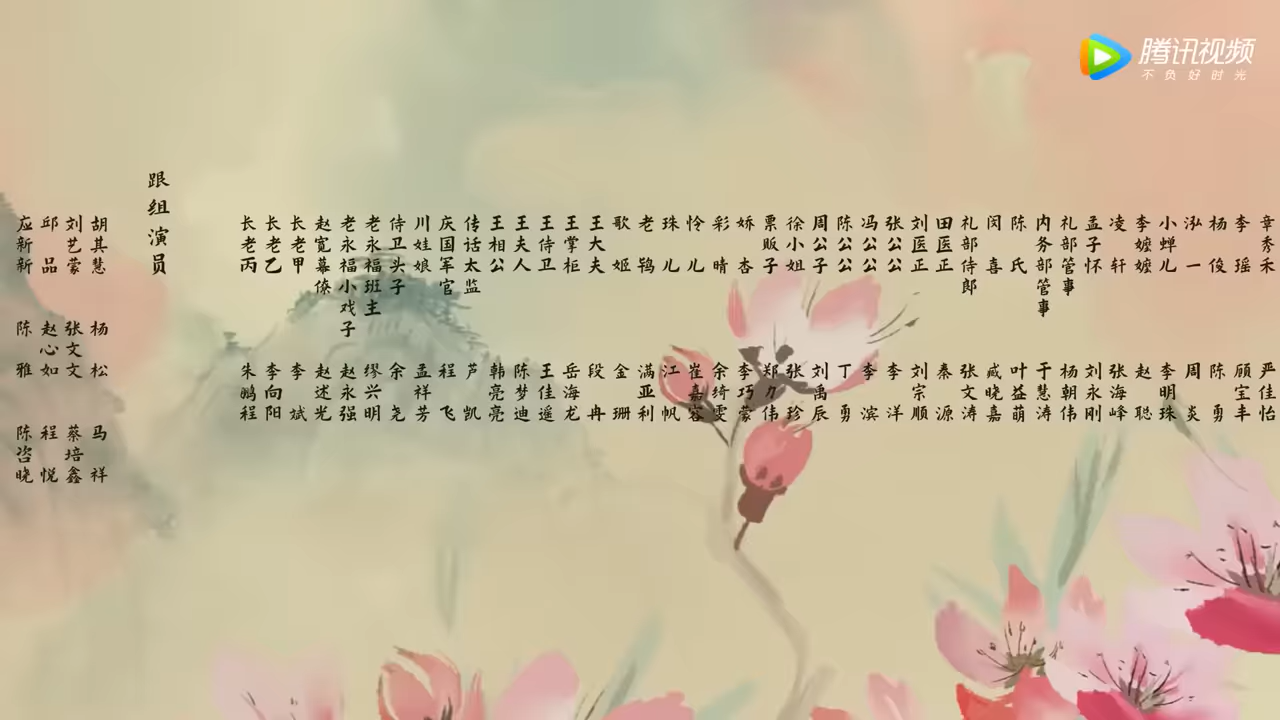 腾讯视频
不负好时光
章秀禾 严佳怡
李瑶 顾宝丰
杨俊 陈勇
泓一 周炎
小蝉儿 李明珠
李嬷嬷 赵聪
凌轩 张海峰
孟子怀 刘永刚
礼部管事 杨朝伟
内务部管事 于慧涛
陈氏 叶益萌
闵喜 戚晓嘉
礼部侍郎 张文涛
田医正 秦源
刘医正 刘宗顺
张公公 李洋
冯公公 李滨
陈公公 丁勇
周公子 刘禹辰
徐小姐 张珍
票贩子 郑力伟
娇杏 李巧蒙
彩晴 余绮雯
怜儿 崔嘉容
珠儿 江帆
老鸨 满亚利
歌姬 金珊
王大夫 段冉
王掌柜 岳海龙
王侍卫 王佳遥
王夫人 陈梦迪
王相公 韩亮亮
传话太监 芦凯
庆国军官 程飞
川娃娘 孟祥芳
侍卫头子 余尧
老永福班主 缪兴明
老永福小戏子 赵永强
赵宽幕僚 赵述光
长老甲 李斌
长老乙 李向阳
长老丙 朱鹏程
跟组演员
胡其慧 杨松 马祥
刘艺蒙 张文文 蔡培鑫
邱品 赵心如 程悦
应新新 陈雅 陈咨晓